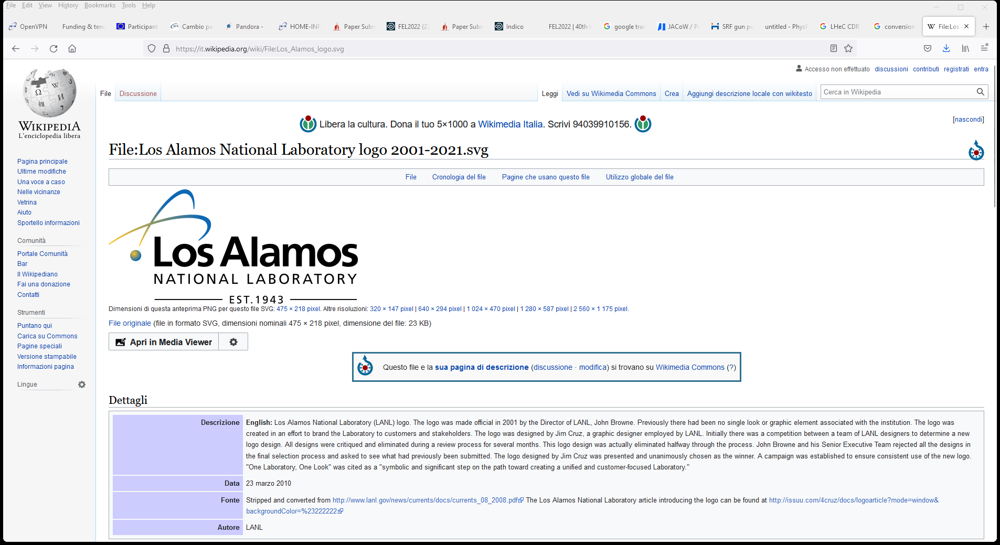 File Edit View History Bookmarks Tools Help
OpenVPN Funding & tend Participant Cambio pa Pandora - HOME-INF Paper Subm FEL2022 (22 Paper Subm Indico FEL2022 | 40th I google tran JACoW / P SRF gun pu untitled - PhysR LHeC CDR conversion File:Los A
https://it.wikipedia.org/wiki/File:Los_Alamos_logo.svg
Accesso non effettuato discussioni contributi registrati entra
File Discussione Leggi Vedi su Wikimedia Commons Crea Aggiungi descrizione locale con wikitesto Cerca in Wikipedia
WIKIPEDIA
L'enciclopedia libera
Pagina principale
Ultime modifiche
Una voce a caso
Nelle vicinanze
Vetrina
Aiuto
Sportello informazioni
Comunità
Portale Comunità
Bar
Il Wikipediano
Fai una donazione
Contatti
Strumenti
Puntano qui
Carica su Commons
Pagine speciali
Versione stampabile
Informazioni pagina
Lingue
Libera la cultura. Dona il tuo 5×1000 a Wikimedia Italia. Scrivi 94039910156.
[nascondi]
File:Los Alamos National Laboratory logo 2001-2021.svg
File Cronologia del file Pagine che usano questo file Utilizzo globale del file
Los Alamos
NATIONAL LABORATORY
EST.1943
Dimensioni di questa anteprima PNG per questo file SVG: 475 × 218 pixel. Altre risoluzioni: 320 × 147 pixel | 640 × 294 pixel | 1 024 × 470 pixel | 1 280 × 587 pixel | 2 560 × 1 175 pixel.
File originale (file in formato SVG, dimensioni nominali 475 × 218 pixel, dimensione del file: 23 KB)
Apri in Media Viewer
Questo file e la sua pagina di descrizione (discussione · modifica) si trovano su Wikimedia Commons (?)
Dettagli
Descrizione English: Los Alamos National Laboratory (LANL) logo. The logo was made official in 2001 by the Director of LANL, John Browne. Previously there had been no single look or graphic element associated with the institution. The logo was
created in an effort to brand the Laboratory to customers and stakeholders. The logo was designed by Jim Cruz, a graphic designer employed by LANL. Initially there was a competition between a team of LANL designers to determine a new
logo design. All designs were critiqued and eliminated during a review process for several months. This logo design was actually eliminated halfway through the process. John Browne and his Senior Executive Team rejected all the designs in
the final selection process and asked to see what had previously been submitted. The logo designed by Jim Cruz was presented and unanimously chosen as the winner. A campaign was established to ensure consistent use of the new logo.
"One Laboratory, One Look" was cited as a "symbolic and significant step on the path toward creating a unified and customer-focused Laboratory."
Data 23 marzo 2010
Fonte Stripped and converted from http://www.lanl.gov/news/currents/docs/currents_08_2008.pdf The Los Alamos National Laboratory article introducing the logo can be found at http://issuu.com/4cruz/docs/logoarticle?mode=window&
backgroundColor=%23222222
Autore LANL